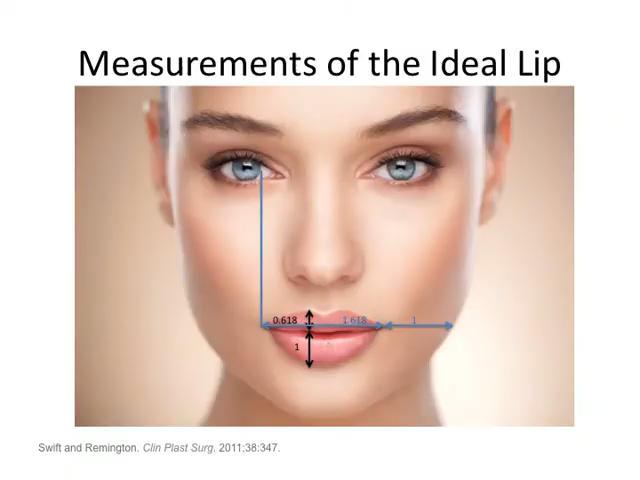 Measurements of the Ideal Lip
0.618
1.618
1
1
Swift and Remington. Clin Plast Surg. 2011;38:347.